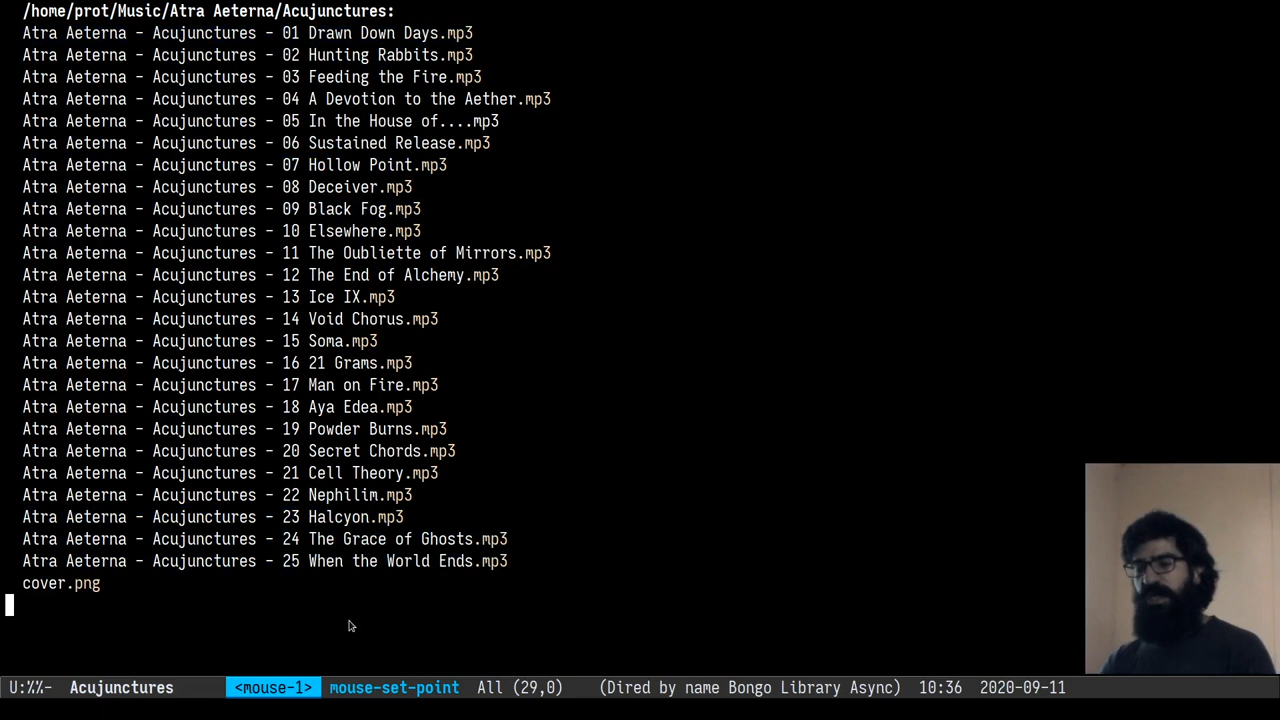 /home/prot/Music/Atra Aeterna/Acujunctures:
Atra Aeterna - Acujunctures - 01 Drawn Down Days.mp3
Atra Aeterna - Acujunctures - 02 Hunting Rabbits.mp3
Atra Aeterna - Acujunctures - 03 Feeding the Fire.mp3
Atra Aeterna - Acujunctures - 04 A Devotion to the Aether.mp3
Atra Aeterna - Acujunctures - 05 In the House of....mp3
Atra Aeterna - Acujunctures - 06 Sustained Release.mp3
Atra Aeterna - Acujunctures - 07 Hollow Point.mp3
Atra Aeterna - Acujunctures - 08 Deceiver.mp3
Atra Aeterna - Acujunctures - 09 Black Fog.mp3
Atra Aeterna - Acujunctures - 10 Elsewhere.mp3
Atra Aeterna - Acujunctures - 11 The Oubliette of Mirrors.mp3
Atra Aeterna - Acujunctures - 12 The End of Alchemy.mp3
Atra Aeterna - Acujunctures - 13 Ice IX.mp3
Atra Aeterna - Acujunctures - 14 Void Chorus.mp3
Atra Aeterna - Acujunctures - 15 Soma.mp3
Atra Aeterna - Acujunctures - 16 21 Grams.mp3
Atra Aeterna - Acujunctures - 17 Man on Fire.mp3
Atra Aeterna - Acujunctures - 18 Aya Edea.mp3
Atra Aeterna - Acujunctures - 19 Powder Burns.mp3
Atra Aeterna - Acujunctures - 20 Secret Chords.mp3
Atra Aeterna - Acujunctures - 21 Cell Theory.mp3
Atra Aeterna - Acujunctures - 22 Nephilim.mp3
Atra Aeterna - Acujunctures - 23 Halcyon.mp3
Atra Aeterna - Acujunctures - 24 The Grace of Ghosts.mp3
Atra Aeterna - Acujunctures - 25 When the World Ends.mp3
cover.png
U:%%- Acujunctures <mouse-1> mouse-set-point All (29,0) (Dired by name Bongo Library Async) 10:36 2020-09-11